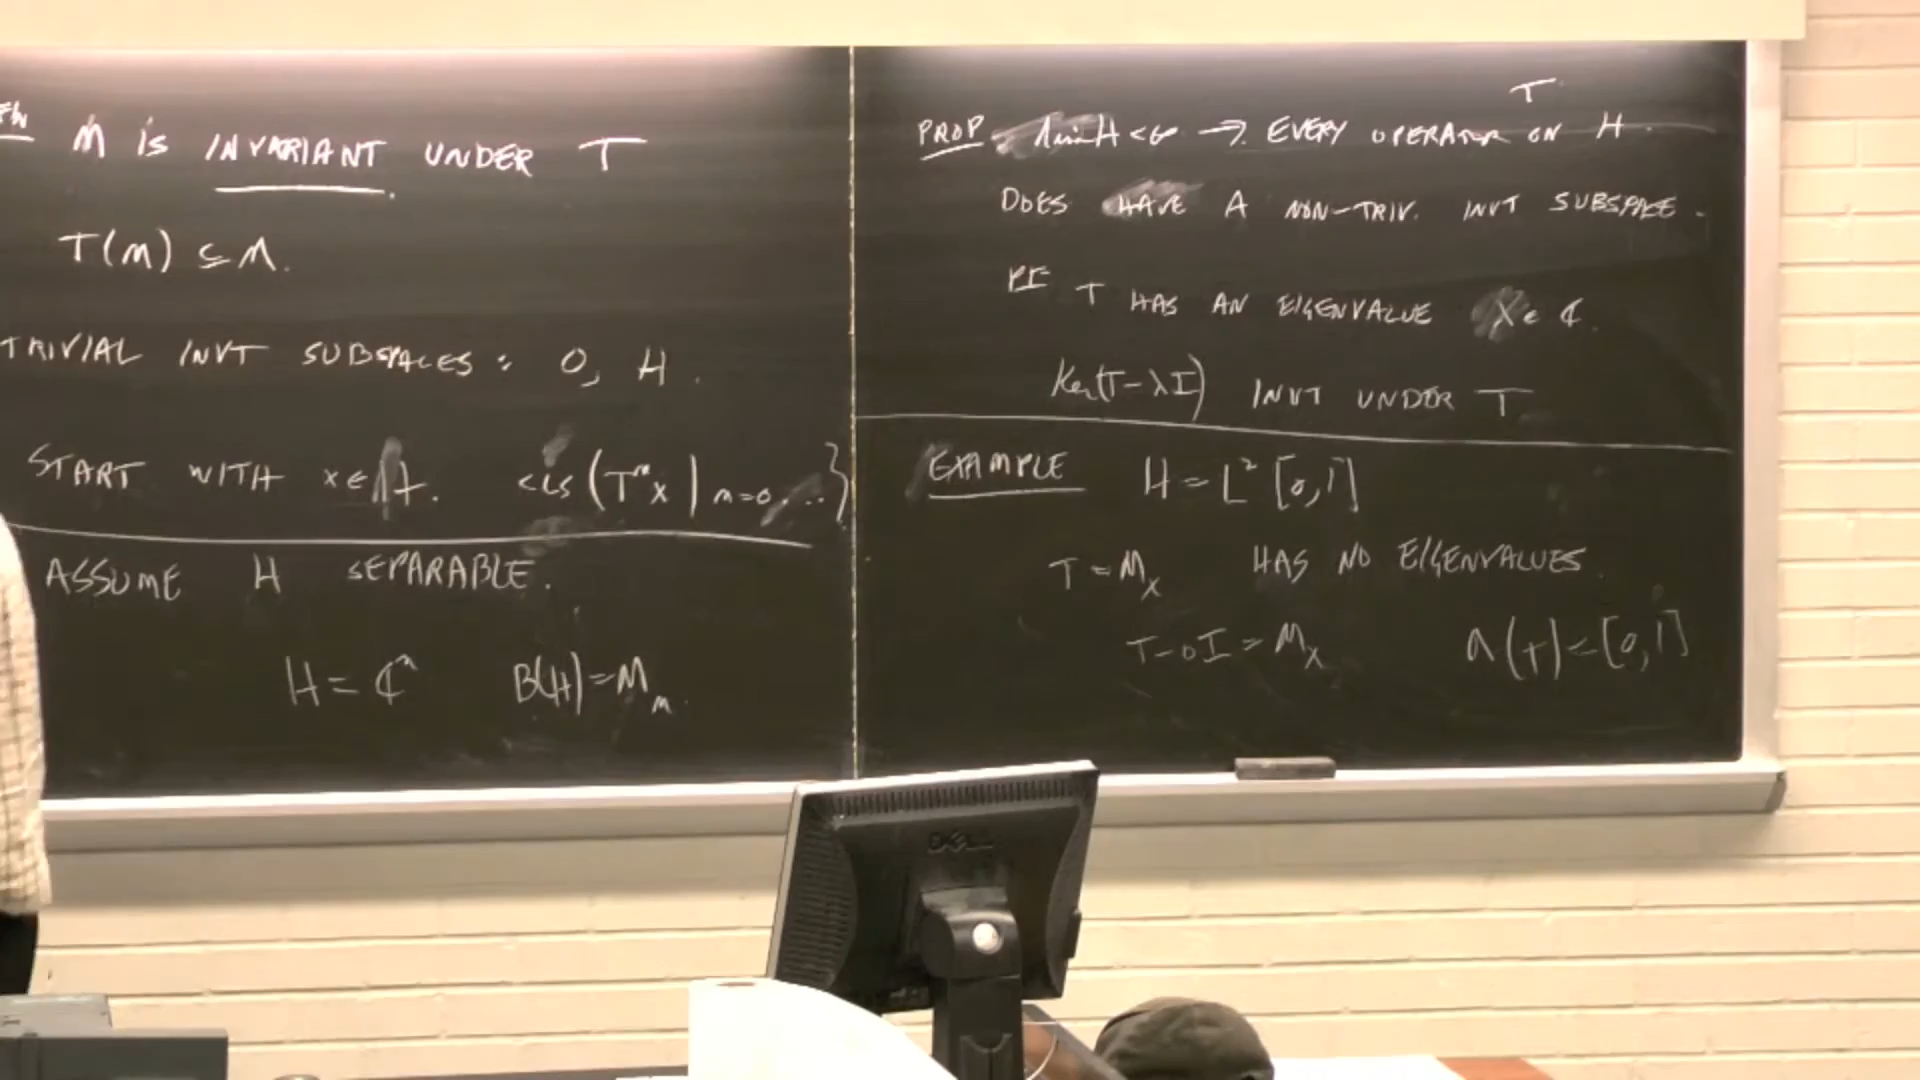 M IS INVARIANT UNDER T
T(M) ⊆ M.
TRIVIAL INVT SUBSPACES : 0, H.
START WITH x ∈ H. cls {Tⁿx | n=0, ...}
ASSUME H SEPARABLE.
H = ℂⁿ B(H) = Mₙ
T
PROP dim H < ∞ → EVERY OPERATOR ON H.
DOES HAVE A NON-TRIV. INVT SUBSPACE.
PF T HAS AN EIGENVALUE λ ∈ ℂ.
Ker(T-λI) INVT UNDER T
EXAMPLE H = L² [0,1]
T = Mₓ HAS NO EIGENVALUES.
T-0I = Mₓ (T) = [0,1]
DELL